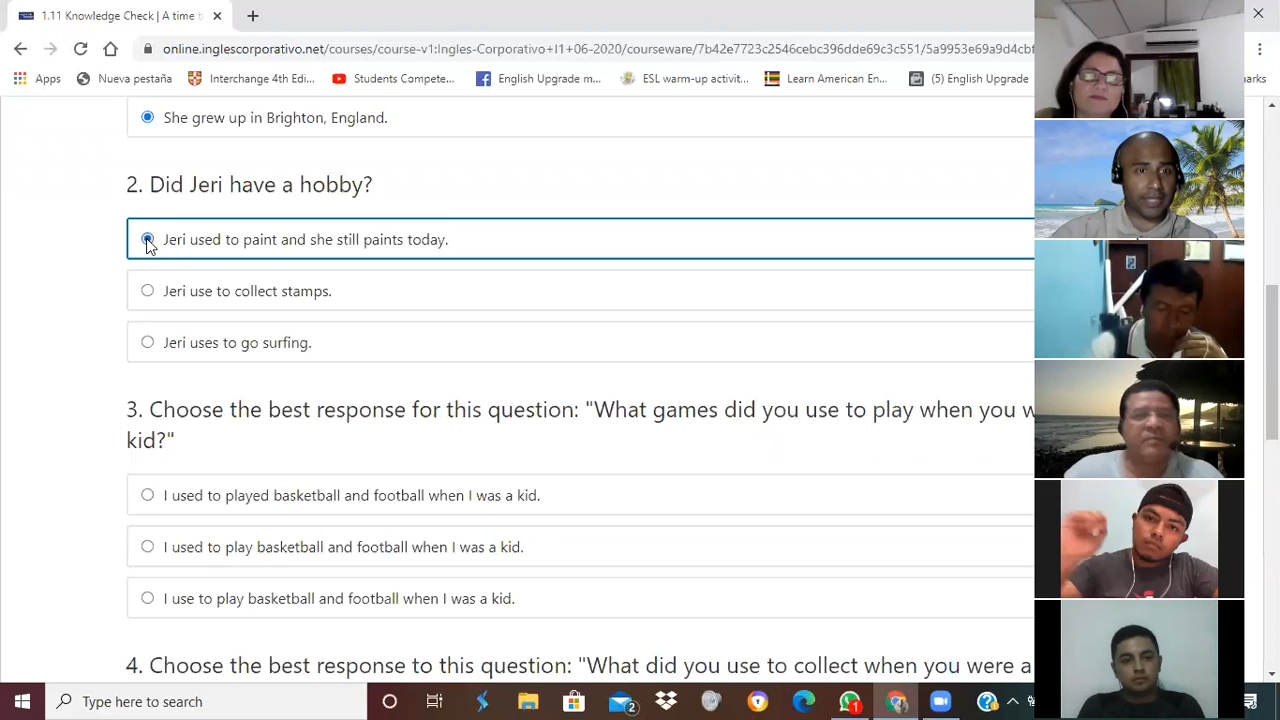 1.11 Knowledge Check | A time t
online.inglescorporativo.net/courses/course-v1:Ingles-Corporativo+I1+06-2020/courseware/7b42e7723c2546cebc396dde69c3c551/5a9953e69a9d4cbf
Apps Nueva pestaña Interchange 4th Edi... Students Compete... English Upgrade m... ESL warm-up activit... Learn American En... (5) English Upgrade arks
She grew up in Brighton, England.
2. Did Jeri have a hobby?
Jeri used to paint and she still paints today.
Jeri use to collect stamps.
Jeri uses to go surfing.
3. Choose the best response for this question: "What games did you use to play when you w
kid?"
I used to played basketball and football when I was a kid.
I used to play basketball and football when I was a kid.
I use to play basketball and football when I was a kid.
4. Choose the best response to this question: "What did you use to collect when you were a
Type here to search
2
1